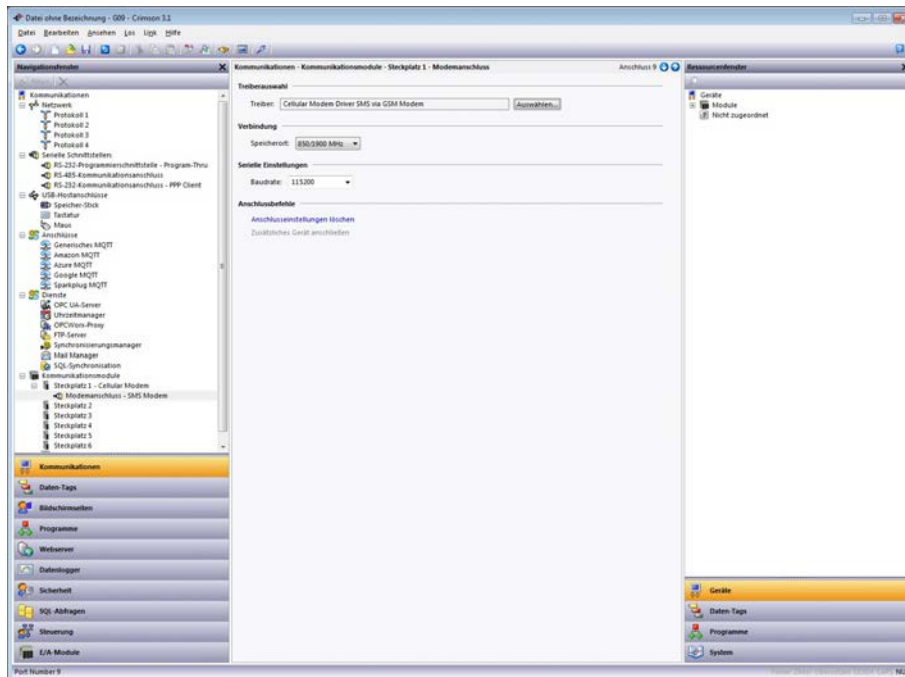 Datei ohne Bezeichnung - G09 - Crimson 3.1
Datei Bearbeiten Ansehen Los Link Hilfe
Navigationsfenster
Kommunikationen
Netzwerk
Protokoll 1
Protokoll 2
Protokoll 3
Protokoll 4
Serielle Schnittstellen
RS-232-Programmierschnittstelle - Program-Thru
RS-485-Kommunikationsanschluss
RS-232-Kommunikationsanschluss - PPP Client
USB-Hostanschlüsse
Speicher-Stick
Tastatur
Maus
Anschlüsse
Generisches MQTT
Amazon MQTT
Azure MQTT
Google MQTT
Sparkplug MQTT
Dienste
OPC UA-Server
Uhrzeitmanager
OPCWorx-Proxy
FTP-Server
Synchronisierungsmanager
Mail Manager
SQL-Synchronisation
Kommunikationsmodule
Steckplatz 1 - Cellular Modem
Modemanschluss - SMS Modem
Steckplatz 2
Steckplatz 3
Steckplatz 4
Steckplatz 5
Steckplatz 6
Kommunikationen
Daten-Tags
Bildschirmseiten
Programme
Webserver
Datenlogger
Sicherheit
SQL-Abfragen
Steuerung
E/A-Module
Port Number 9
Kommunikationen - Kommunikationsmodule - Steckplatz 1 - Modemanschluss
Anschluss 9
Treiberauswahl
Treiber: Cellular Modem Driver SMS via GSM Modem Auswählen...
Verbindung
Speicherort: 850/1900 MHz
Serielle Einstellungen
Baudrate: 115200
Anschlussbefehle
Anschlusseinstellungen löschen
Zusätzliches Gerät anschließen
Ressourcenfenster
Geräte
Module
Nicht zugeordnet
Geräte
Daten-Tags
Programme
System